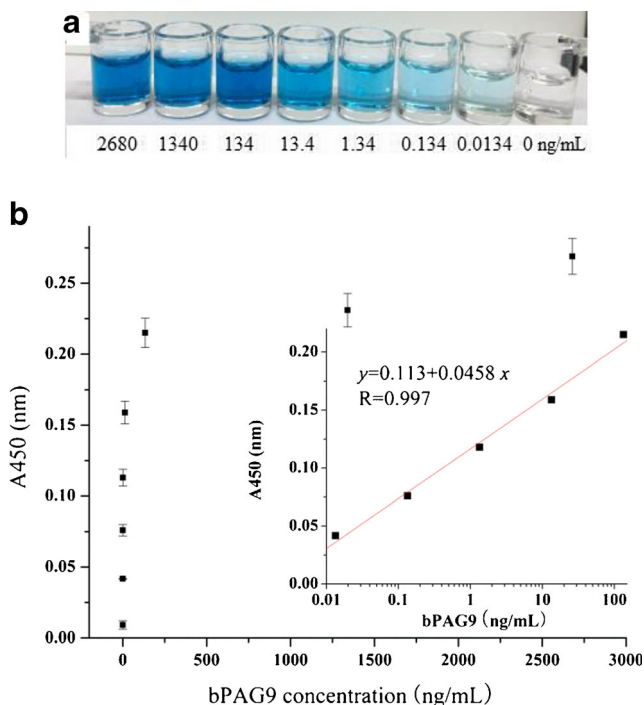 a
2680 1340 134 13.4 1.34 0.134 0.0134 0 ng/mL
b
A450 (nm)
0.25
0.20
0.15
0.10
0.05
0.00
0 500 1000 1500 2000 2500 3000
bPAG9 concentration (ng/mL)
y=0.113+0.0458 x
R=0.997
A450 (nm)
0.20
0.15
0.10
0.05
0.00
0.01 0.1 1 10 100
bPAG9 (ng/mL)